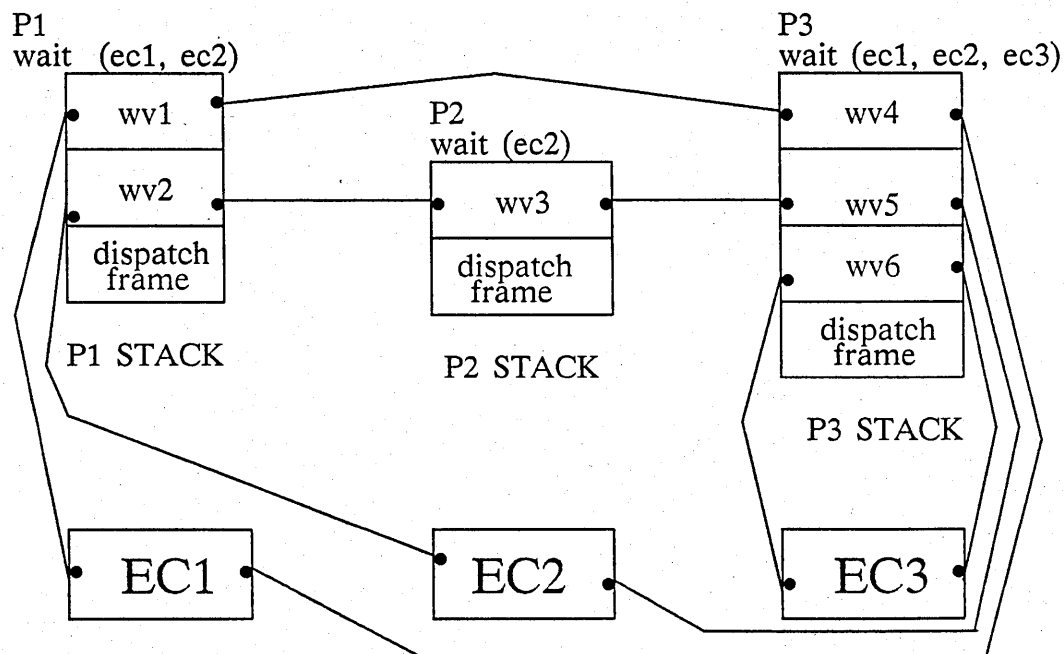 P1
wait (ec1, ec2)
wv1
wv2
dispatch
frame
P1 STACK
P2
wait (ec2)
wv3
dispatch
frame
P2 STACK
P3
wait (ec1, ec2, ec3)
wv4
wv5
wv6
dispatch
frame
P3 STACK
EC1
EC2
EC3